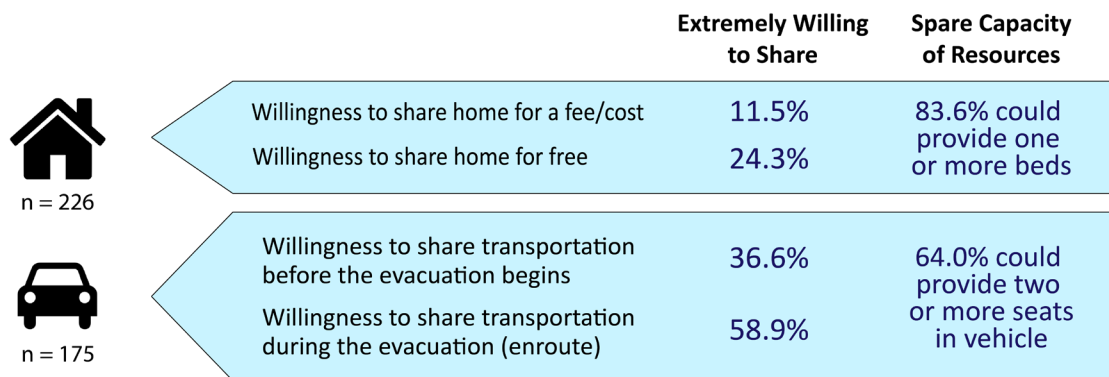 Extremely Willing
to Share
Spare Capacity
of Resources
n = 226
Willingness to share home for a fee/cost
11.5%
Willingness to share home for free
24.3%
83.6% could
provide one
or more beds
n = 175
Willingness to share transportation
before the evacuation begins
36.6%
Willingness to share transportation
during the evacuation (enroute)
58.9%
64.0% could
provide two
or more seats
in vehicle